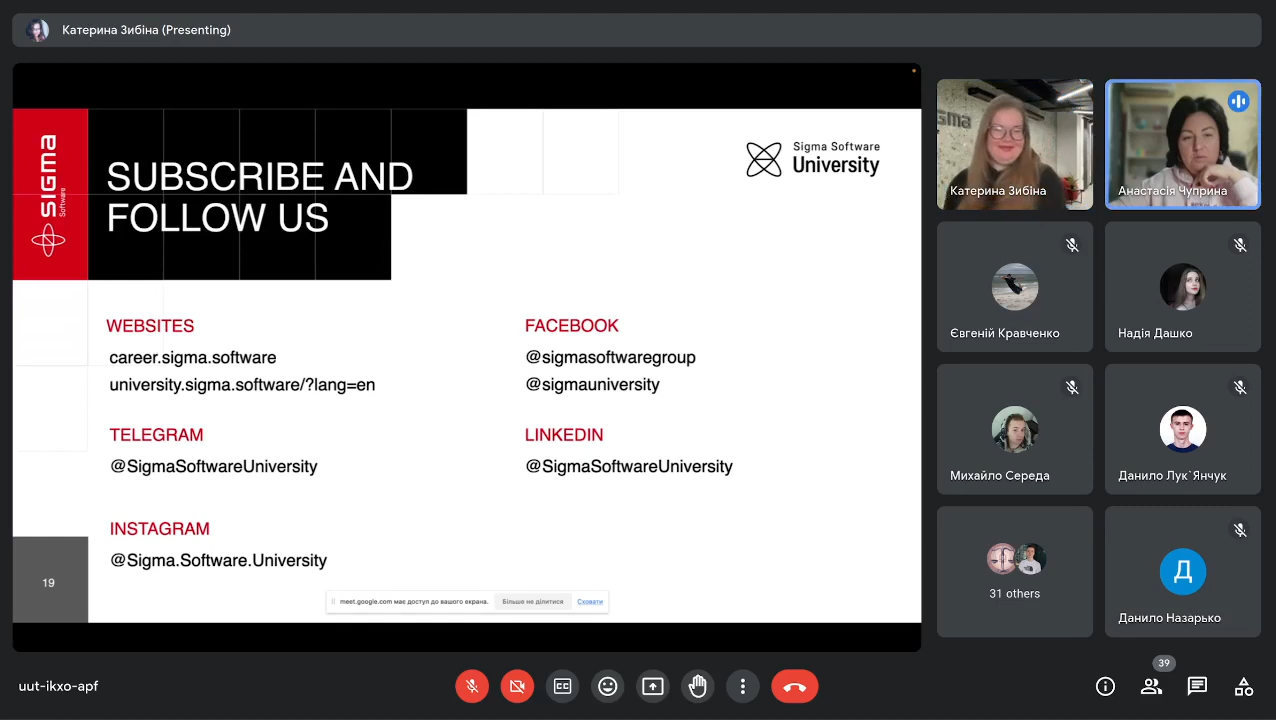 Катерина Зибіна (Presenting)
SIGMA
Software
SUBSCRIBE AND
FOLLOW US
Sigma Software
University
WEBSITES
career.sigma.software
university.sigma.software/?lang=en
TELEGRAM
@SigmaSoftwareUniversity
INSTAGRAM
@Sigma.Software.University
FACEBOOK
@sigmasoftwaregroup
@sigmauniversity
LINKEDIN
@SigmaSoftwareUniversity
19
meet.google.com має доступ до вашого екрана.
Більше не ділитися
Сховати
Катерина Зибіна
Анастасія Чуприна
Євгеній Кравченко
Надія Дашко
Михайло Середа
Данило Лук`Янчук
31 others
Д
Данило Назарько
uut-ikxo-apf
CC
39